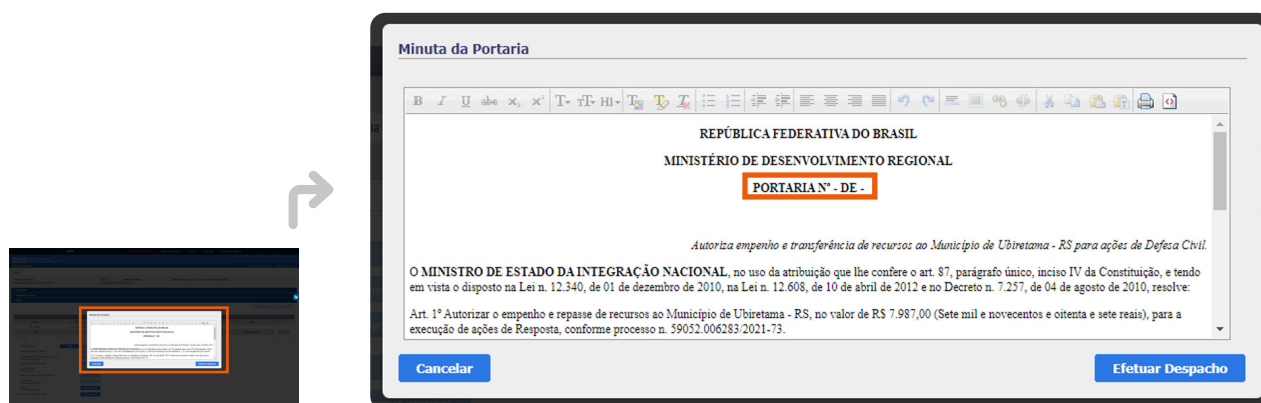 Minuta da Portaria
B I U abc X₂ X² T T HI T T T
REPÚBLICA FEDERATIVA DO BRASIL
MINISTÉRIO DE DESENVOLVIMENTO REGIONAL
PORTARIA Nº - DE -
Autoriza empenho e transferência de recursos ao Município de Ubiretama - RS para ações de Defesa Civil.
O MINISTRO DE ESTADO DA INTEGRAÇÃO NACIONAL, no uso da atribuição que lhe confere o art. 87, parágrafo único, inciso IV da Constituição, e tendo
em vista o disposto na Lei n. 12.340, de 01 de dezembro de 2010, na Lei n. 12.608, de 10 de abril de 2012 e no Decreto n. 7.257, de 04 de agosto de 2010, resolve:
Art. 1º Autorizar o empenho e repasse de recursos ao Município de Ubiretama - RS, no valor de R$ 7.987,00 (Sete mil e novecentos e oitenta e sete reais), para a
execução de ações de Resposta, conforme processo n. 59052.006283/2021-73.
Cancelar
Efetuar Despacho